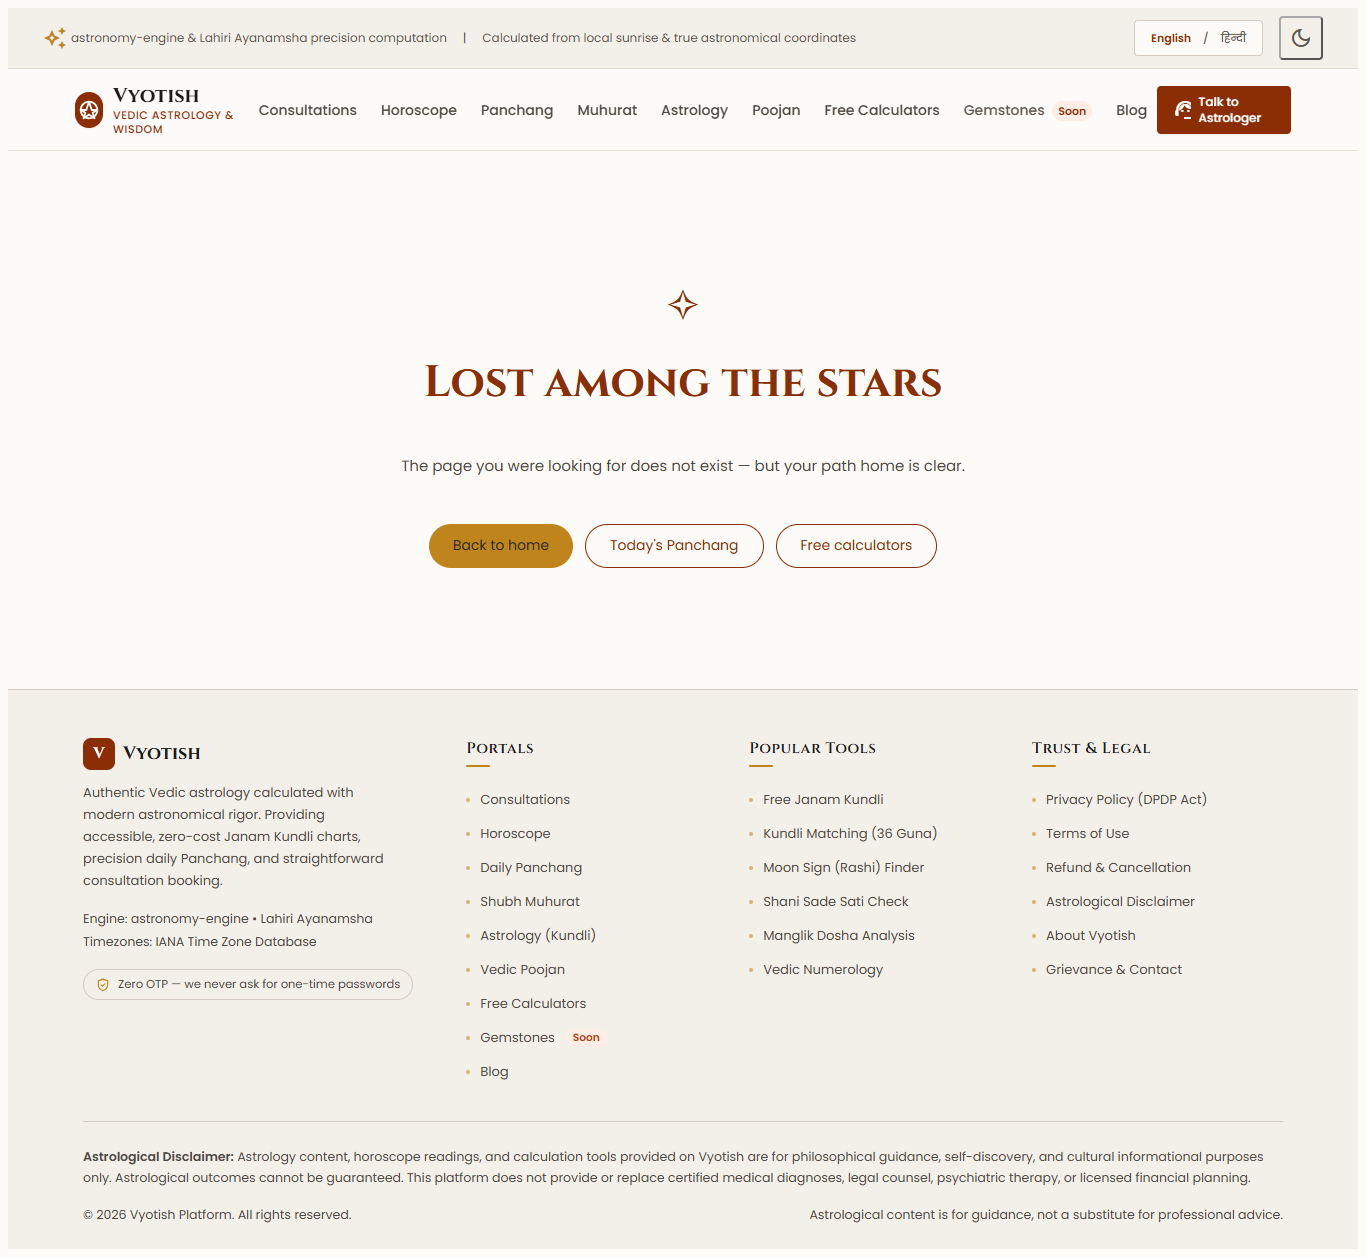 astronomy-engine & Lahiri Ayanamsha precision computation | Calculated from local sunrise & true astronomical coordinates
English / हिन्दी
Vyotish
VEDIC ASTROLOGY &
WISDOM
Consultations Horoscope Panchang Muhurat Astrology Poojan Free Calculators Gemstones Soon Blog
Talk to
Astrologer
Lost among the stars
The page you were looking for does not exist — but your path home is clear.
Back to home Today's Panchang Free calculators
V Vyotish
Authentic Vedic astrology calculated with
modern astronomical rigor. Providing
accessible, zero-cost Janam Kundli charts,
precision daily Panchang, and straightforward
consultation booking.
Engine: astronomy-engine • Lahiri Ayanamsha
Timezones: IANA Time Zone Database
Zero OTP — we never ask for one-time passwords
Portals
Consultations
Horoscope
Daily Panchang
Shubh Muhurat
Astrology (Kundli)
Vedic Poojan
Free Calculators
Gemstones Soon
Blog
Popular Tools
Free Janam Kundli
Kundli Matching (36 Guna)
Moon Sign (Rashi) Finder
Shani Sade Sati Check
Manglik Dosha Analysis
Vedic Numerology
Trust & Legal
Privacy Policy (DPDP Act)
Terms of Use
Refund & Cancellation
Astrological Disclaimer
About Vyotish
Grievance & Contact
Astrological Disclaimer: Astrology content, horoscope readings, and calculation tools provided on Vyotish are for philosophical guidance, self-discovery, and cultural informational purposes
only. Astrological outcomes cannot be guaranteed. This platform does not provide or replace certified medical diagnoses, legal counsel, psychiatric therapy, or licensed financial planning.
© 2026 Vyotish Platform. All rights reserved.
Astrological content is for guidance, not a substitute for professional advice.